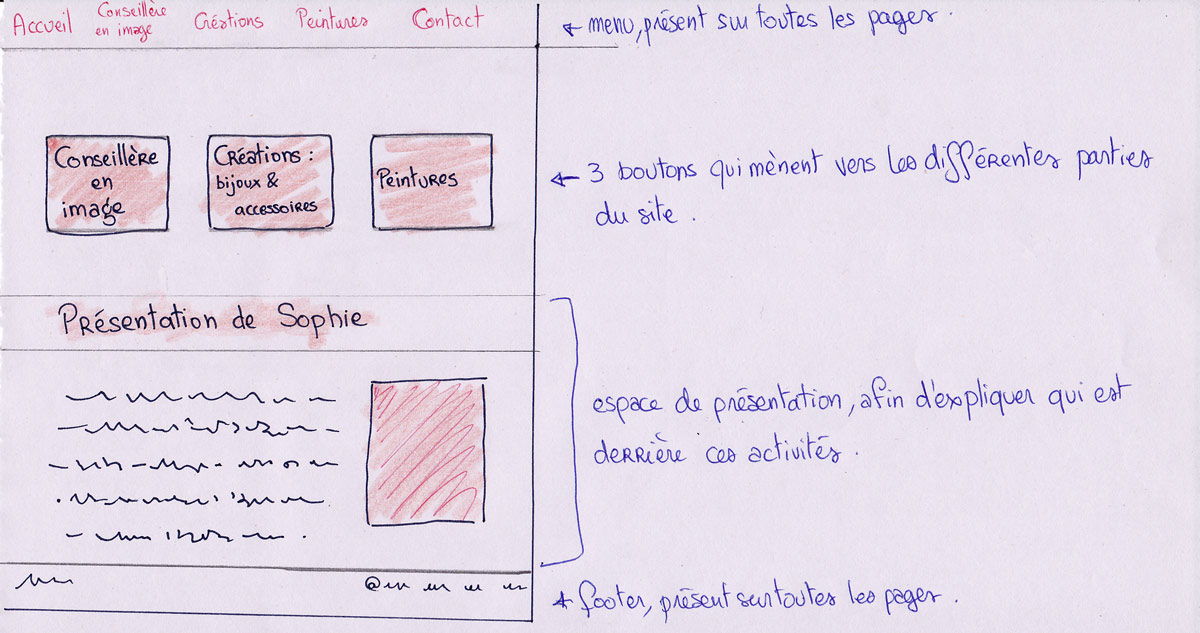 Accueil
Conseillère
en image
Créations
Peintures
Contact
← menu, présent sur toutes les pages.
Conseillère
en
image
Créations :
bijoux &
accessoires
Peintures
← 3 boutons qui mènent vers les différentes parties
du site.
Présentation de Sophie
espace de présentation, afin d'expliquer qui est
derrière ces activités.
@
← footer, présent sur toutes les pages.